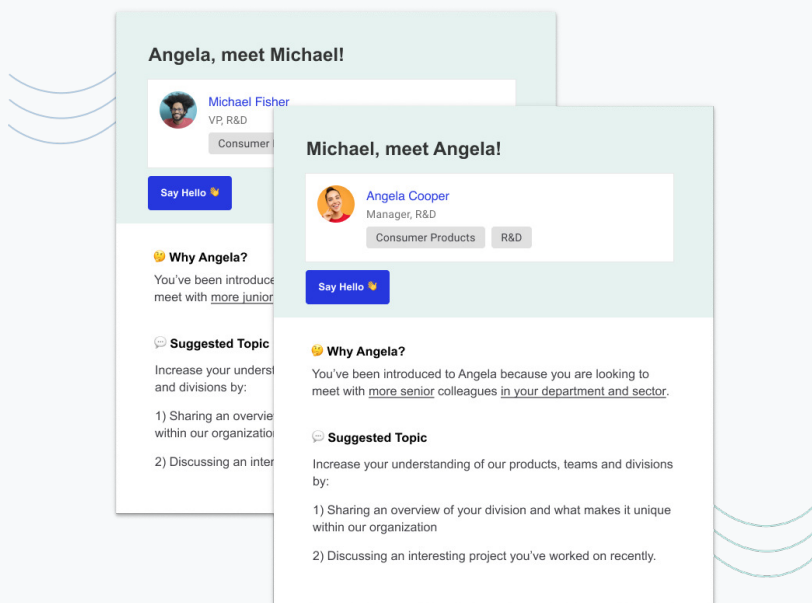 Angela, meet Michael!
Michael Fisher
VP, R&D
Consumer
Say Hello 👋
🤔 Why Angela?
You've been introduce
meet with more junior
💬 Suggested Topic
Increase your underst
and divisions by:
1) Sharing an overvie
within our organizatio
2) Discussing an inter
Michael, meet Angela!
Angela Cooper
Manager, R&D
Consumer Products
R&D
Say Hello 👋
🤔 Why Angela?
You've been introduced to Angela because you are looking to
meet with more senior colleagues in your department and sector.
💬 Suggested Topic
Increase your understanding of our products, teams and divisions
by:
1) Sharing an overview of your division and what makes it unique
within our organization
2) Discussing an interesting project you've worked on recently.